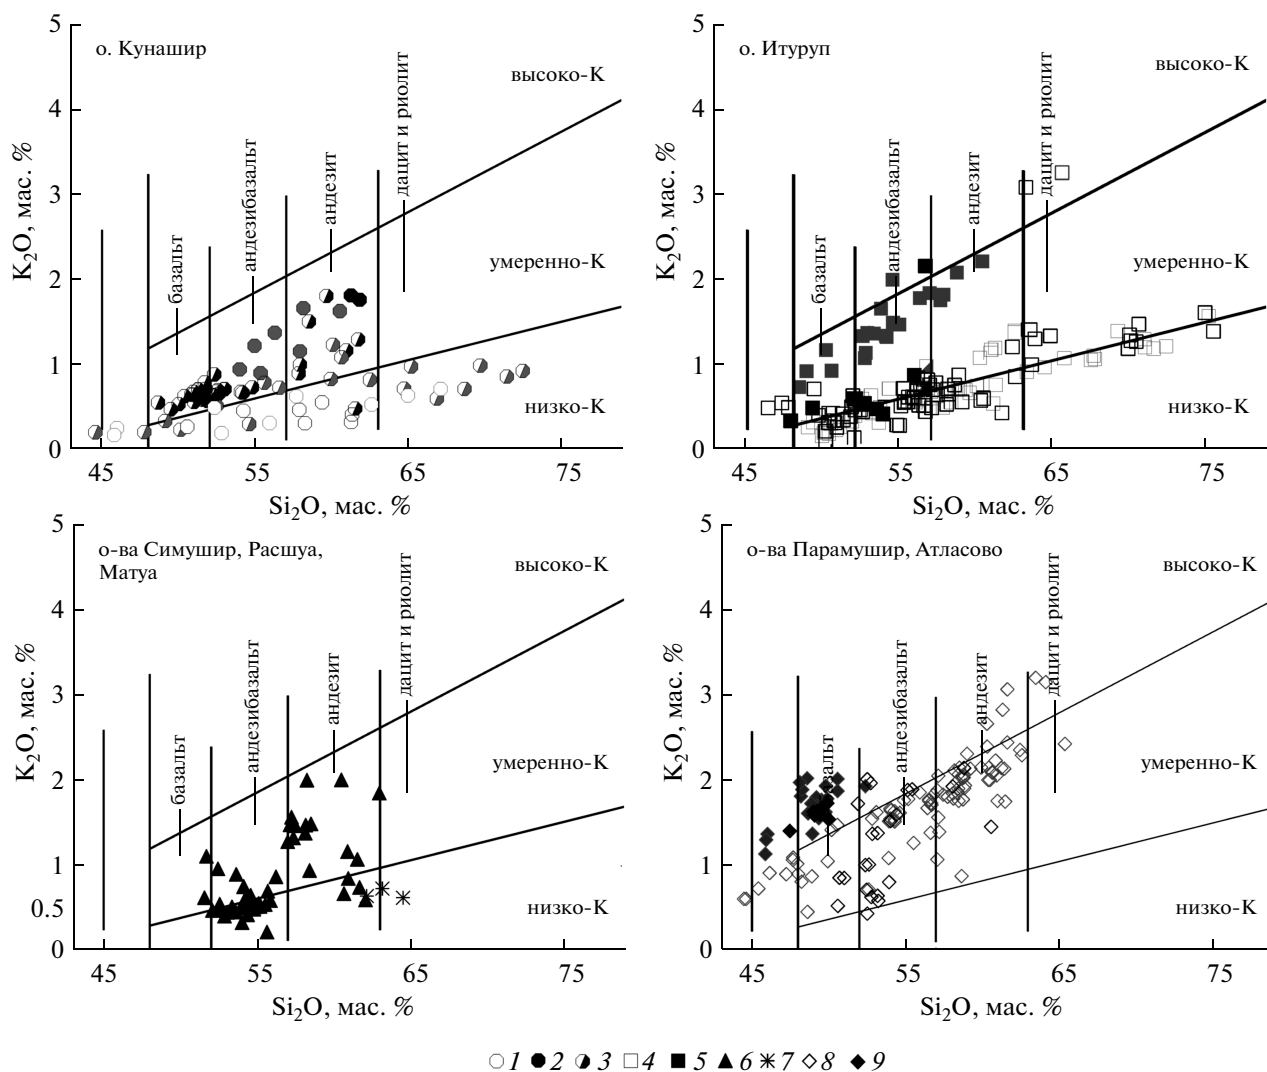 5
о. Кунашир
высоко-К
4
дацит и риолит
3
андезибазальт
андезит
базальт
умеренно-К
2
1
низко-К
0
K₂O, мас. %
45
55
65
75
Si₂O, мас. %
5
о. Итуруп
высоко-К
4
дацит и риолит
3
андезибазальт
андезит
базальт
умеренно-К
2
1
низко-К
0
K₂O, мас. %
45
55
65
75
Si₂O, мас. %
5
о-ва Симушир, Расшуа,
Матуа
высоко-К
4
дацит и риолит
3
андезибазальт
андезит
базальт
умеренно-К
2
1
0.5
низко-К
0
K₂O, мас. %
45
55
65
75
Si₂O, мас. %
5
о-ва Парамушир, Атласово
высоко-К
4
дацит и риолит
3
андезибазальт
андезит
зальт
умеренно-К
2
1
низко-К
0
K₂O, мас. %
45
55
65
75
Si₂O, мас. %
1 2 3 4 5 6 7 8 9